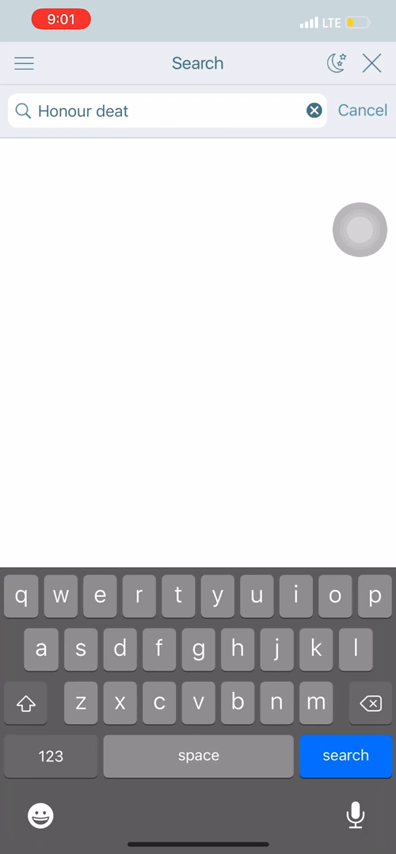 9:01
LTE
Search
Honour deat
Cancel
q w e r t y u i o p
a s d f g h j k l
z x c v b n m
123 space search